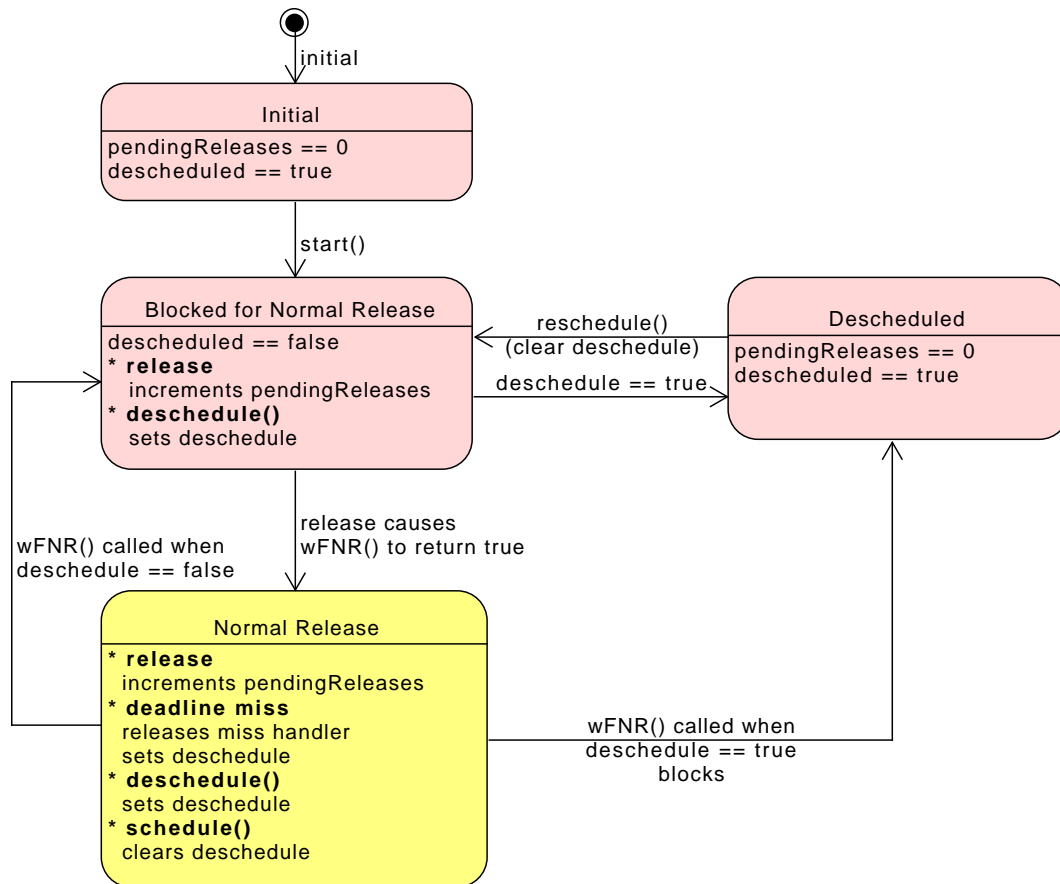 initial
Initial
pendingReleases == 0
descheduled == true
start()
Blocked for Normal Release
descheduled == false
* release
increments pendingReleases
* deschedule()
sets deschedule
reschedule()
(clear deschedule)
deschedule == true
Descheduled
pendingReleases == 0
descheduled == true
release causes
wFNR() to return true
wFNR() called when
deschedule == false
Normal Release
* release
increments pendingReleases
* deadline miss
releases miss handler
sets deschedule
* deschedule()
sets deschedule
* schedule()
clears deschedule
wFNR() called when
deschedule == true
blocks